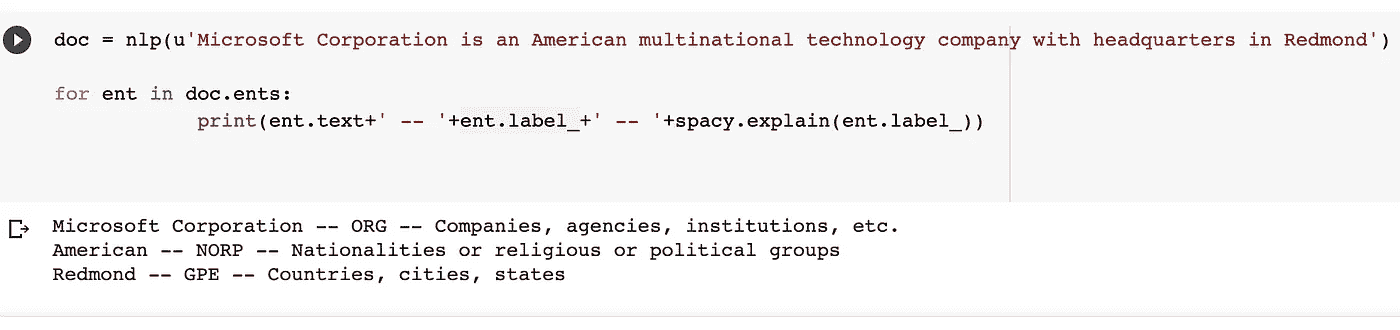 doc = nlp(u'Microsoft Corporation is an American multinational technology company with headquarters in Redmond')
for ent in doc.ents:
print(ent.text+' -- '+ent.label_+' -- '+spacy.explain(ent.label_))
Microsoft Corporation -- ORG -- Companies, agencies, institutions, etc.
American -- NORP -- Nationalities or religious or political groups
Redmond -- GPE -- Countries, cities, states